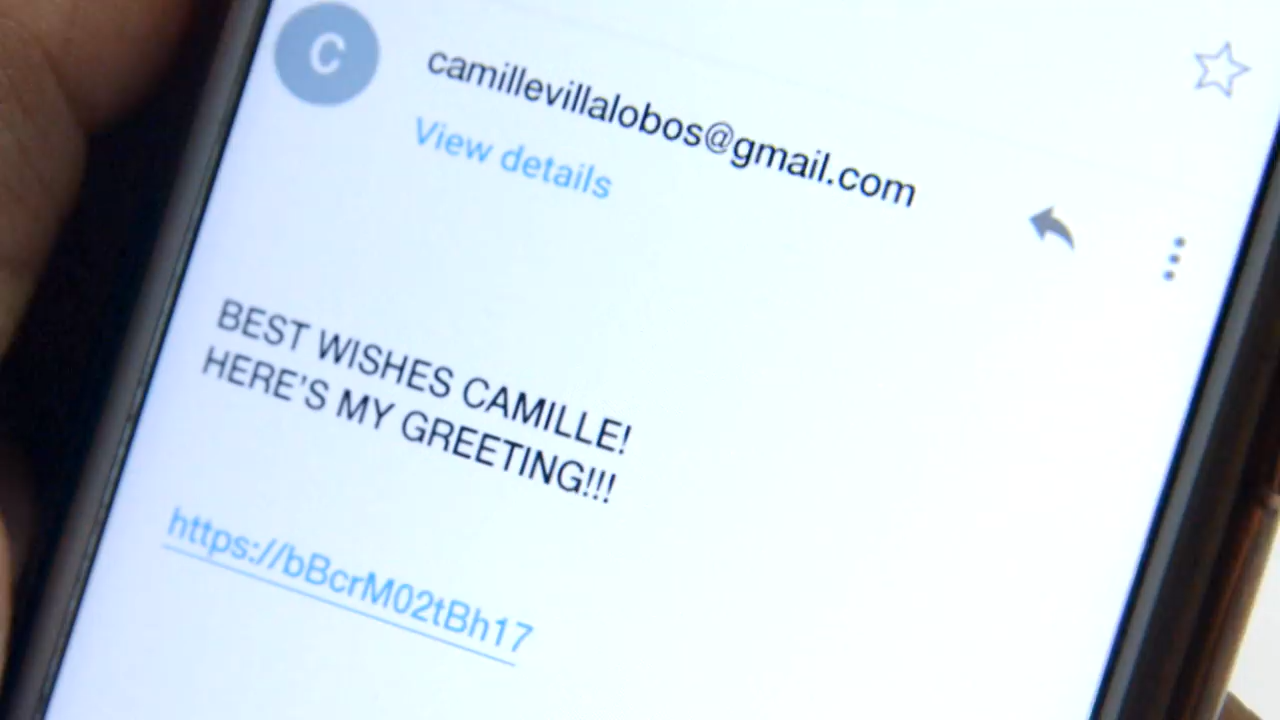 C
camillevillalobos@gmail.com
View details
BEST WISHES CAMILLE!
HERE'S MY GREETING!!!
https://bBcrM02tBh17